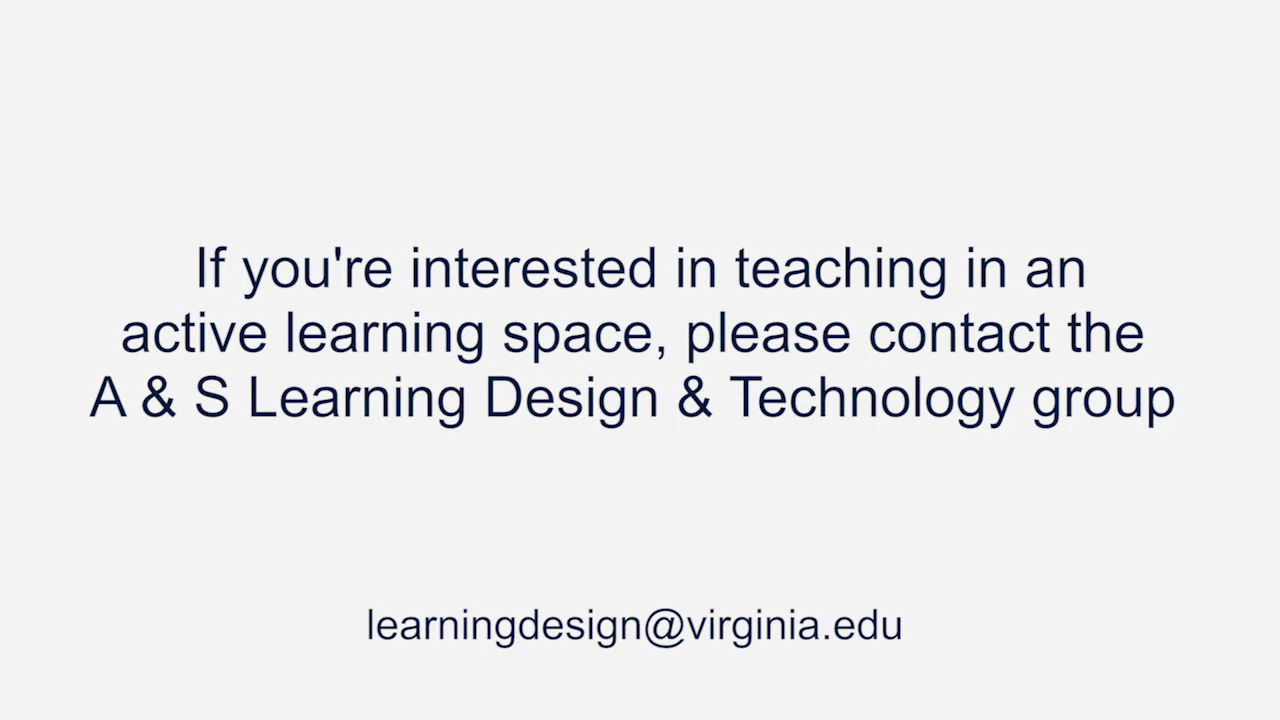 If you're interested in teaching in an
active learning space, please contact the
A & S Learning Design & Technology group
learningdesign@virginia.edu